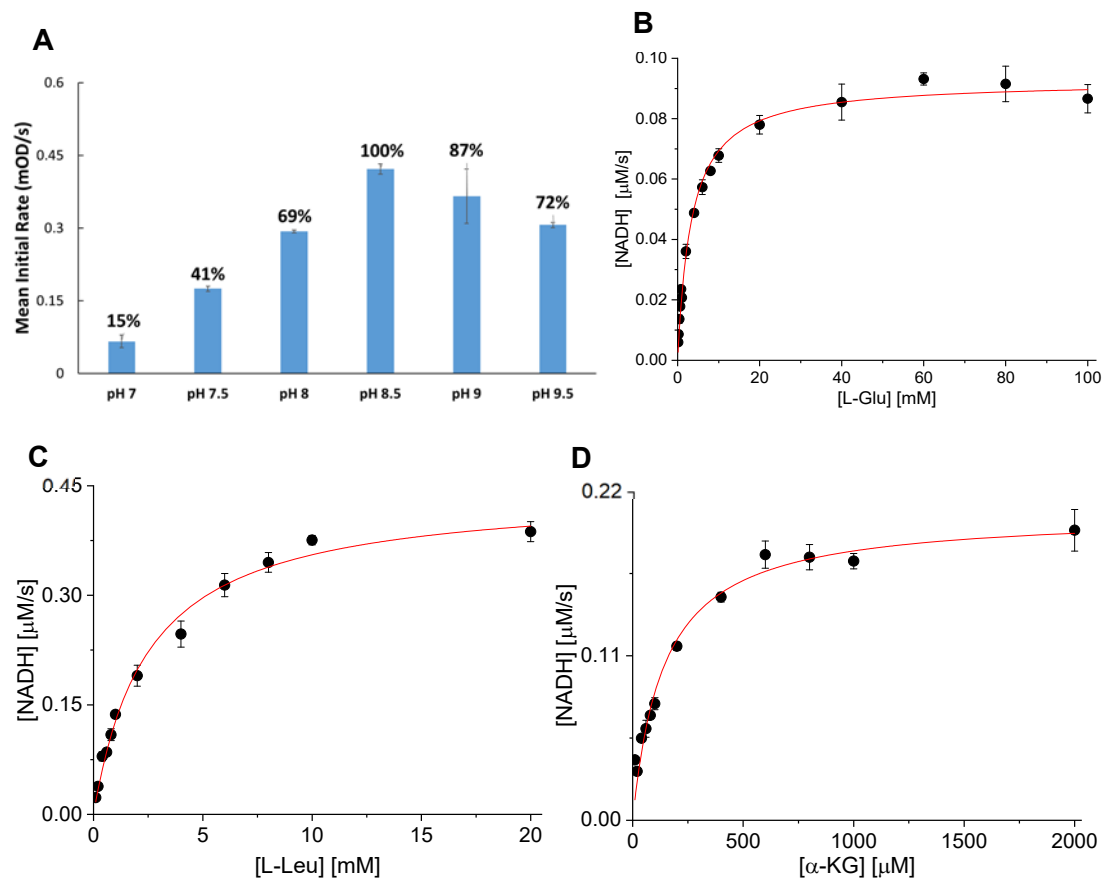 A
Mean Initial Rate (mOD/s)
0.6
0.45
0.3
0.15
0
15%
41%
69%
100%
87%
72%
pH 7
pH 7.5
pH 8
pH 8.5
pH 9
pH 9.5
B
[NADH] [µM/s]
0.10
0.08
0.06
0.04
0.02
0.00
0
20
40
60
80
100
[L-Glu] [mM]
C
[NADH] [µM/s]
0.45
0.30
0.15
0.00
0
5
10
15
20
[L-Leu] [mM]
D
[NADH] [µM/s]
0.22
0.11
0.00
0
500
1000
1500
2000
[α-KG] [µM]